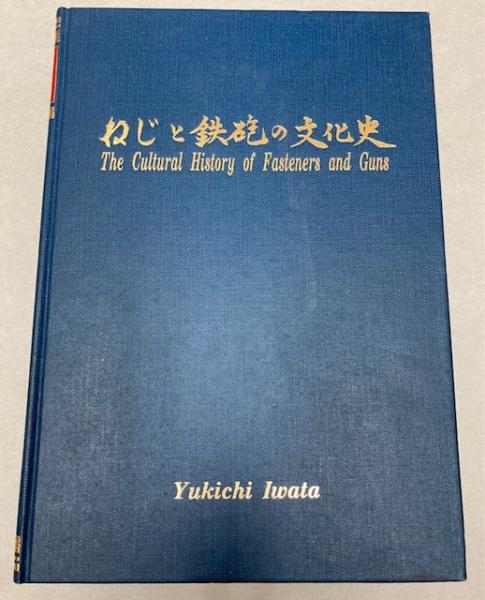 ねじと鉄砲の文化史
The Cultural History of Fasteners and Guns
Yukichi Iwata